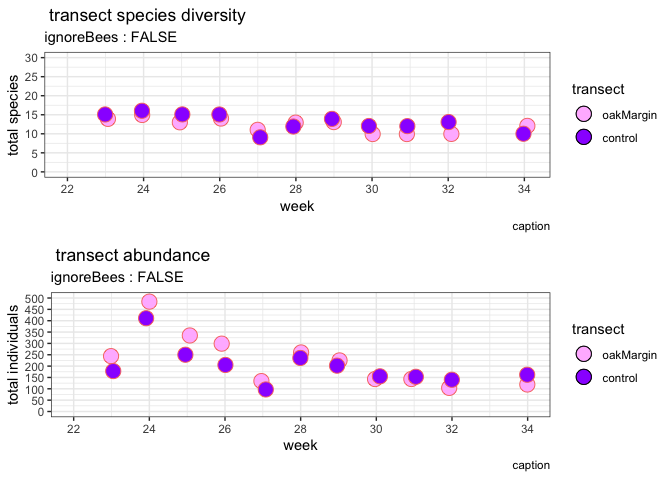 transect species diversity
ignoreBees : FALSE
total species
30
25
20
15
10
5
0
22 24 26 28 30 32 34
week
transect
oakMargin
control
caption
transect abundance
ignoreBees : FALSE
total individuals
500
450
400
350
300
250
200
150
100
50
0
22 24 26 28 30 32 34
week
transect
oakMargin
control
caption